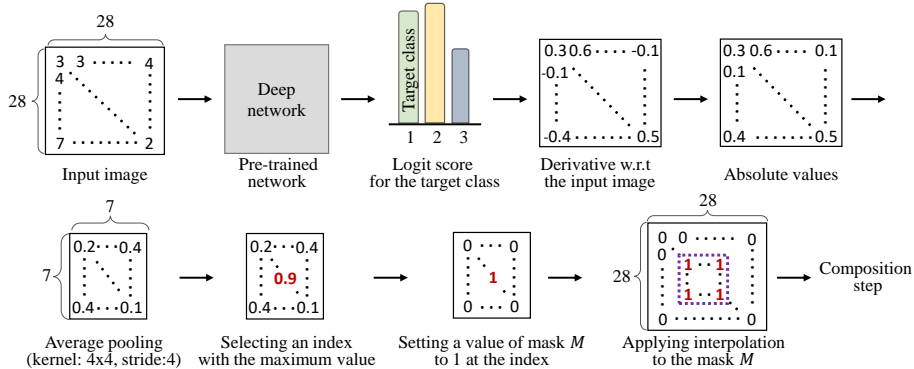 28
28
3 3 ····· 4
4
7 2
Input image
Deep
network
Pre-trained
network
Target class
1 2 3
Logit score
for the target class
0.3 0.6 ···· -0.1
-0.1
-0.4 0.5
Derivative w.r.t
the input image
0.3 0.6 ···· 0.1
0.1
0.4 0.5
Absolute values
7
7
0.2 ··· 0.4
0.4 ··· 0.1
Average pooling
(kernel: 4x4, stride:4)
0.2 ··· 0.4
0.9
0.4 ··· 0.1
Selecting an index
with the maximum value
0 ···· 0
1
0 ···· 0
Setting a value of mask M
to 1 at the index
28
28
0 0 ····· 0
0
1 ·· 1
1 ·· 1
0 ········ 0
Applying interpolation
to the mask M
Composition
step